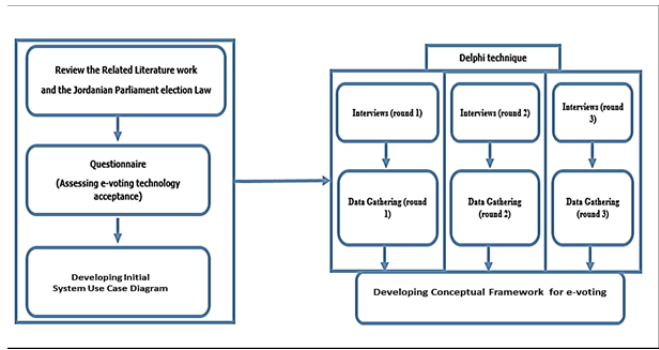 Review the Related Literature work
and the Jordanian Parliament election Law
Questionnaire
(Assessing e-voting technology
acceptance)
Developing Initial
System Use Case Diagram
Delphi technique
Interviews (round 1)
Interviews (round 2)
Interviews (round
3)
Data Gathering (round
1)
Data Gathering
(round 2)
Data Gathering
(round 3)
Developing Conceptual Framework for e-voting